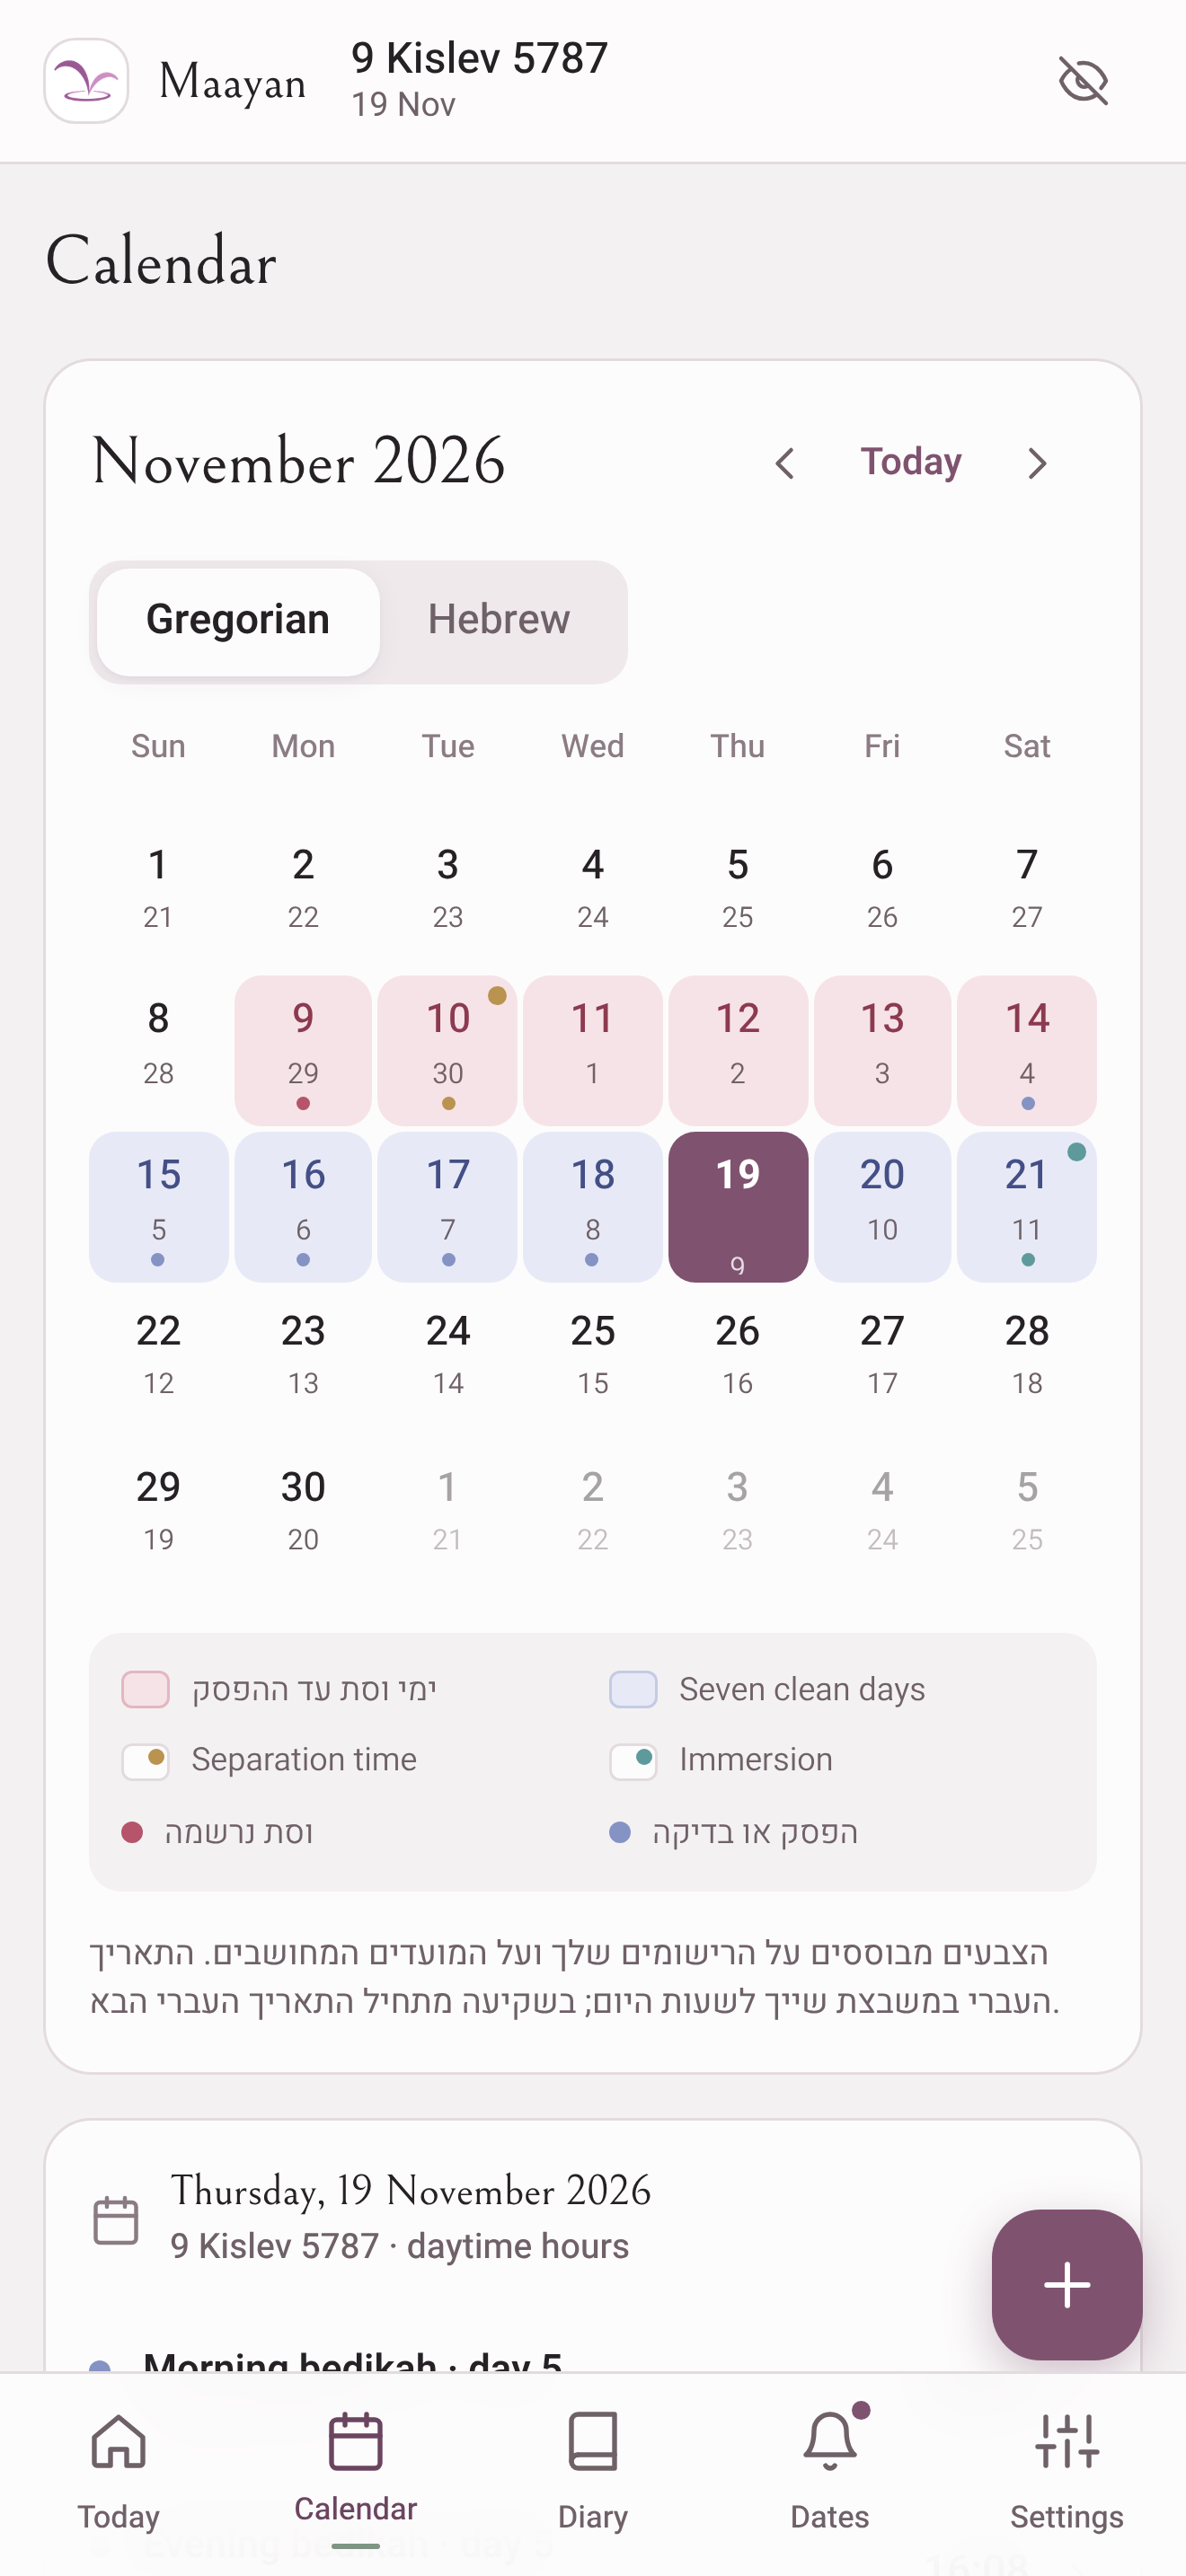 Maayan
9 Kislev 5787
19 Nov
Calendar
November 2026
Today
Gregorian
Hebrew
Sun Mon Tue Wed Thu Fri Sat
1 2 3 4 5 6 7
21 22 23 24 25 26 27
8 9 10 11 12 13 14
28 29 30 1 2 3 4
15 16 17 18 19 20 21
5 6 7 8 9 10 11
22 23 24 25 26 27 28
12 13 14 15 16 17 18
29 30 1 2 3 4 5
19 20 21 22 23 24 25
ימי וסת עד ההפסק
Seven clean days
Separation time
Immersion
וסת נרשמה
הפסק או בדיקה
הצבעים מבוססים על הרישומים שלך ועל המועדים המחושבים. התאריך
העברי במשבצת שייך לשעות היום; בשקיעה מתחיל התאריך העברי הבא.
Thursday, 19 November 2026
9 Kislev 5787 · daytime hours
Morning bedikah · day 5
Today
Calendar
Diary
Dates
Settings
Evening bedikah · day 5
16:08